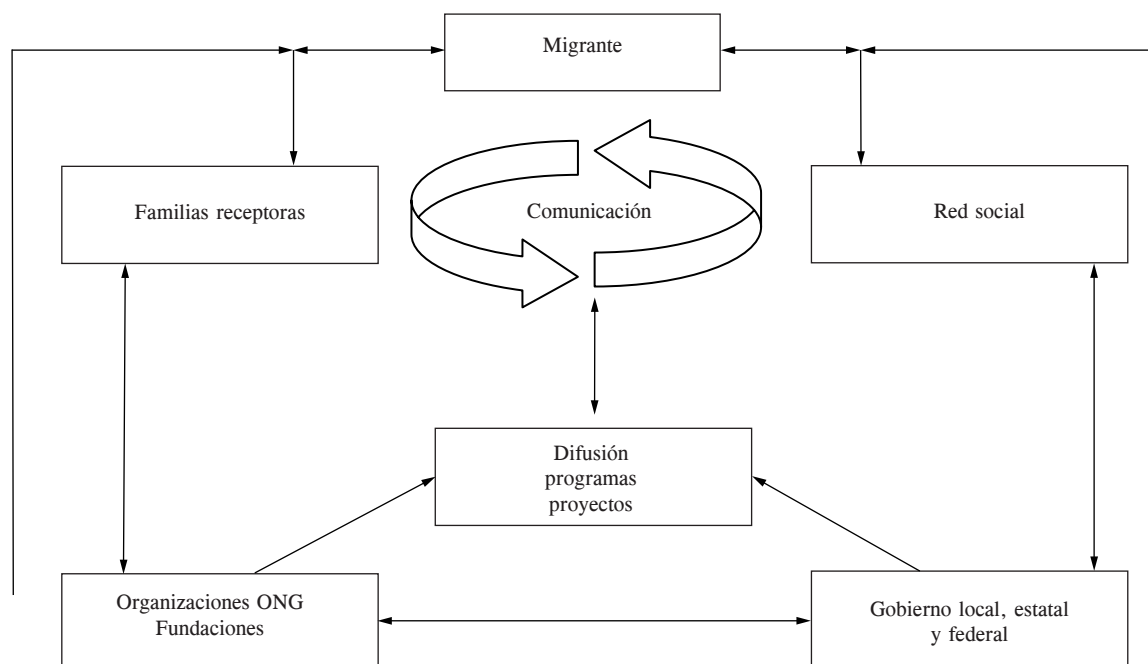 Migrante
Familias receptoras
Comunicación
Red social
Difusión
programas
proyectos
Organizaciones ONG
Fundaciones
Gobierno local, estatal
y federal